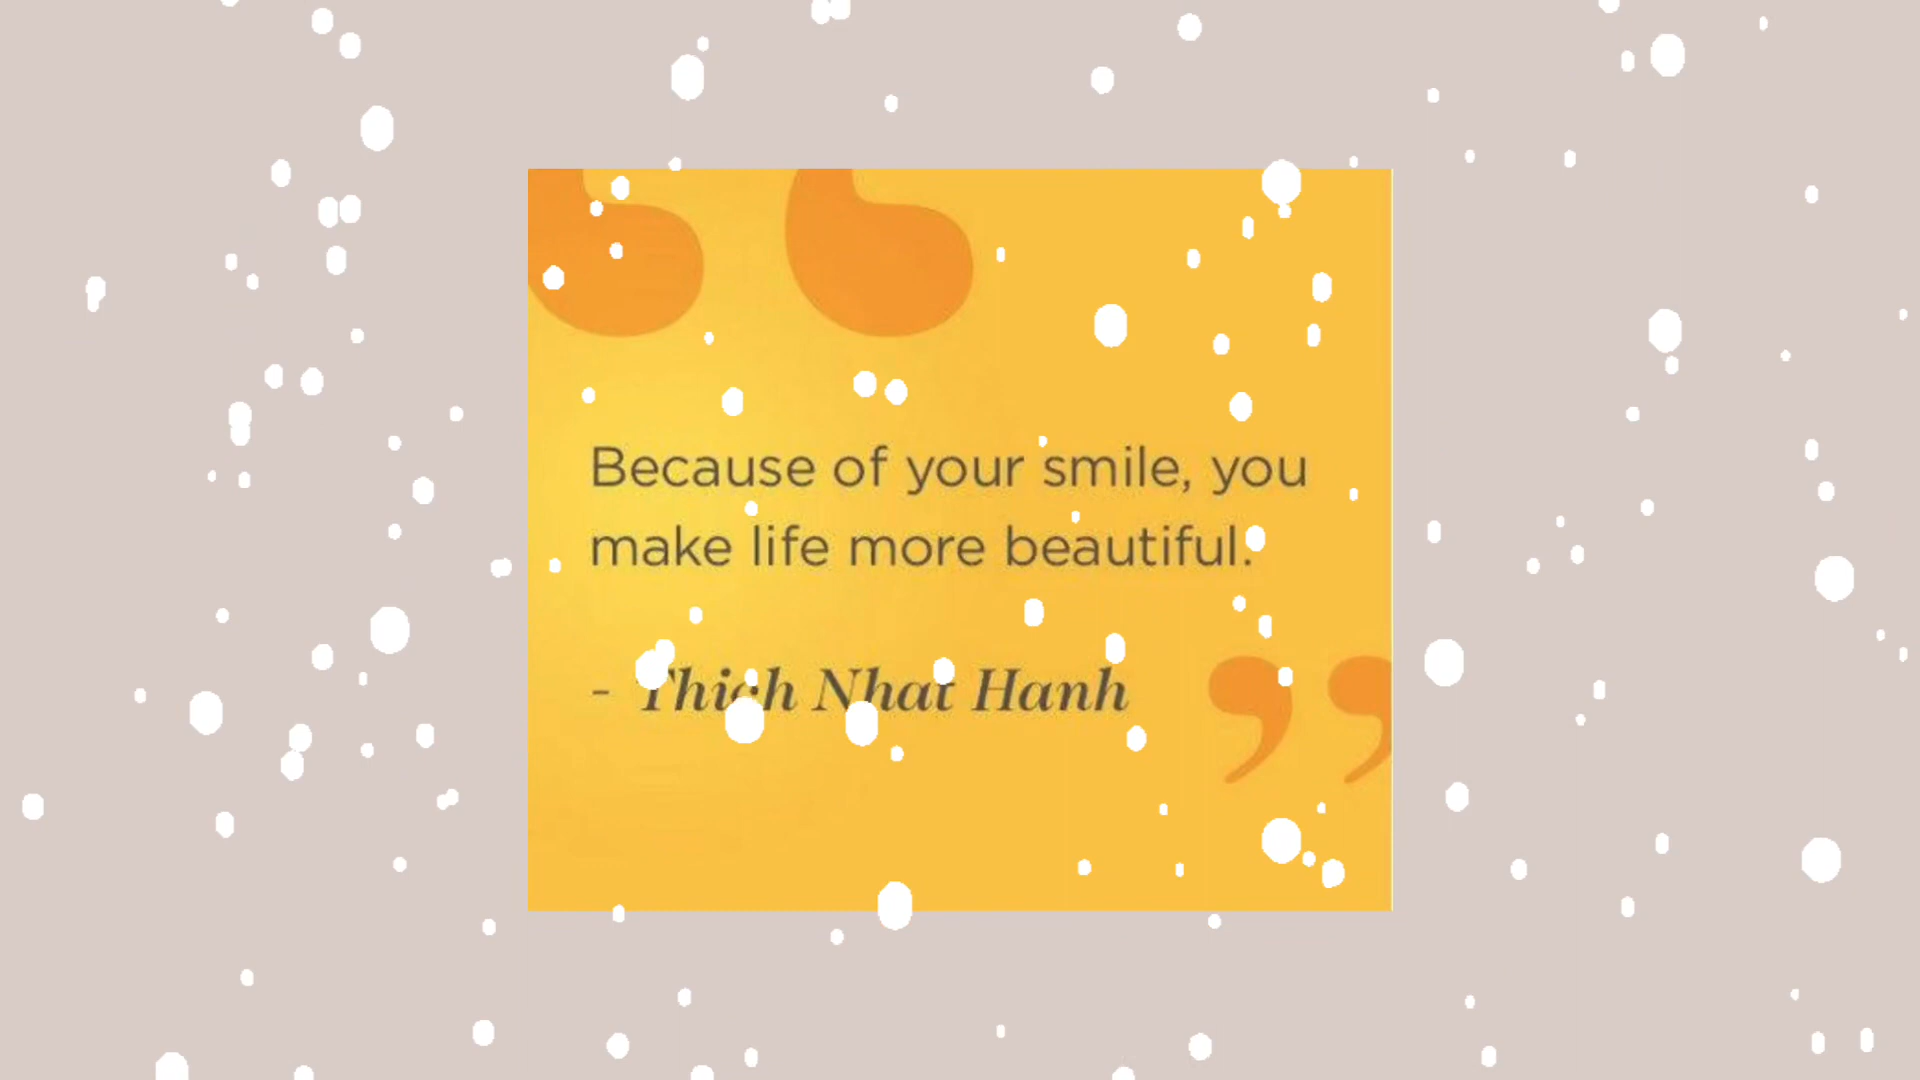 Because of your smile, you
make life more beautiful.
- Thich Nhat Hanh